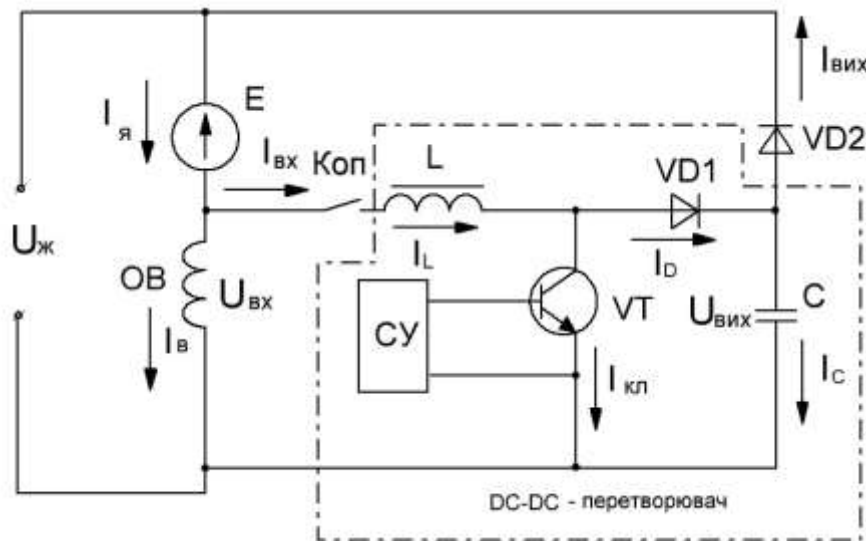 Iвих
E
Iя
Iвх Коп L VD1 VD2
Uж
IL ID
ОВ Uвх
СУ VT Uвих C
Iв
Iкл IC
DC-DC - перетворювач